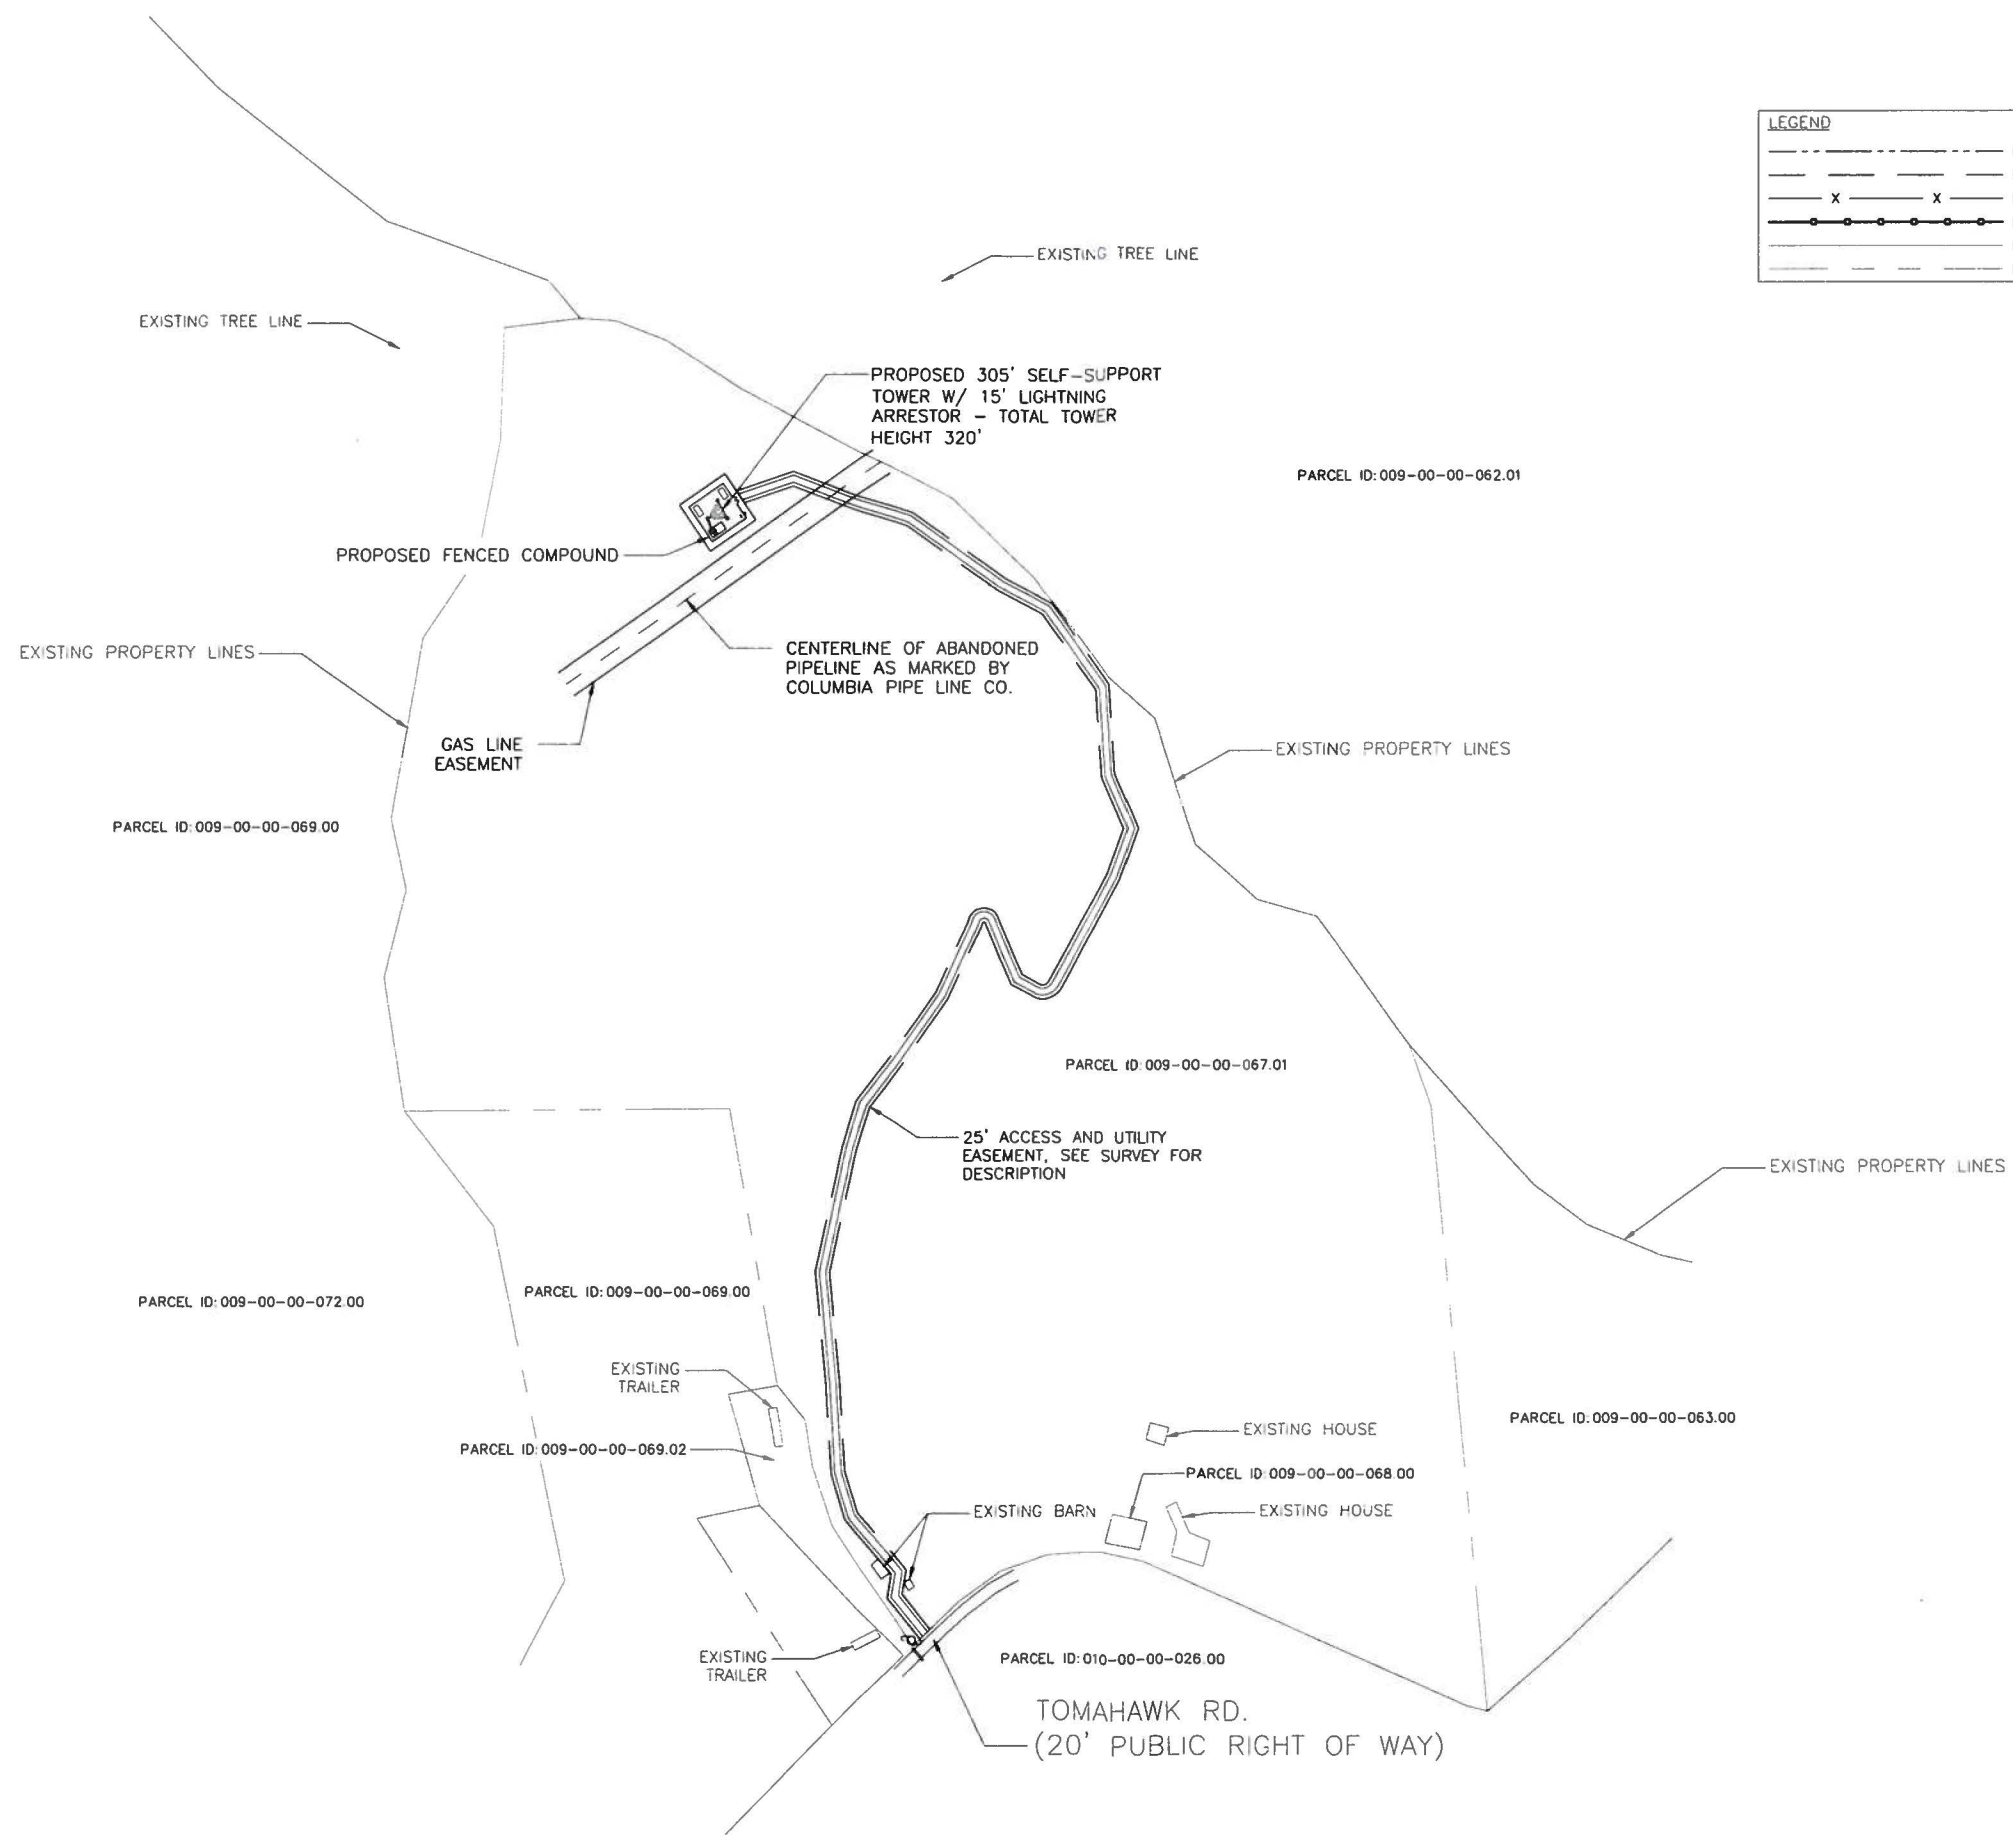 LEGEND
X X
EXISTING TREE LINE
EXISTING TREE LINE
PROPOSED 305' SELF-SUPPORT
TOWER W/ 15' LIGHTNING
ARRESTOR - TOTAL TOWER
HEIGHT 320'
PARCEL ID:009-00-00-062.01
PROPOSED FENCED COMPOUND
EXISTING PROPERTY LINES
CENTERLINE OF ABANDONED
PIPELINE AS MARKED BY
COLUMBIA PIPE LINE CO.
GAS LINE
EASEMENT
EXISTING PROPERTY LINES
PARCEL ID:009-00-00-069.00
PARCEL ID:009-00-00-067.01
25' ACCESS AND UTILITY
EASEMENT, SEE SURVEY FOR
DESCRIPTION
EXISTING PROPERTY LINES
PARCEL ID:009-00-00-072.00
PARCEL ID:009-00-00-069.00
EXISTING
TRAILER
PARCEL ID:009-00-00-069.02
PARCEL ID:009-00-00-063.00
EXISTING HOUSE
PARCEL ID:009-00-00-068.00
EXISTING BARN
EXISTING HOUSE
EXISTING
TRAILER
PARCEL ID:010-00-00-026.00
TOMAHAWK RD.
(20' PUBLIC RIGHT OF WAY)